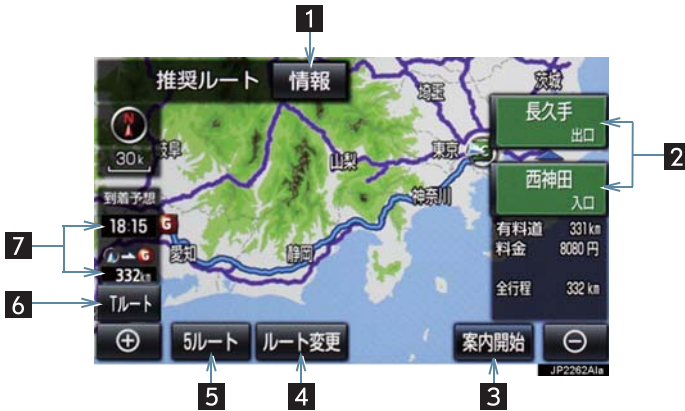 1
推奨ルート 情報
茨城
埼玉
長久手
出口
2
N
30k
岐阜
山梨
東京
西神田
入口
到着予想
18:15
神奈川
有料道 331km
料金 8080円
7
G
G
愛知
静岡
332km
全行程 332km
6
Tルート
5ルート ルート変更 案内開始
JP2262AIa
5
4
3